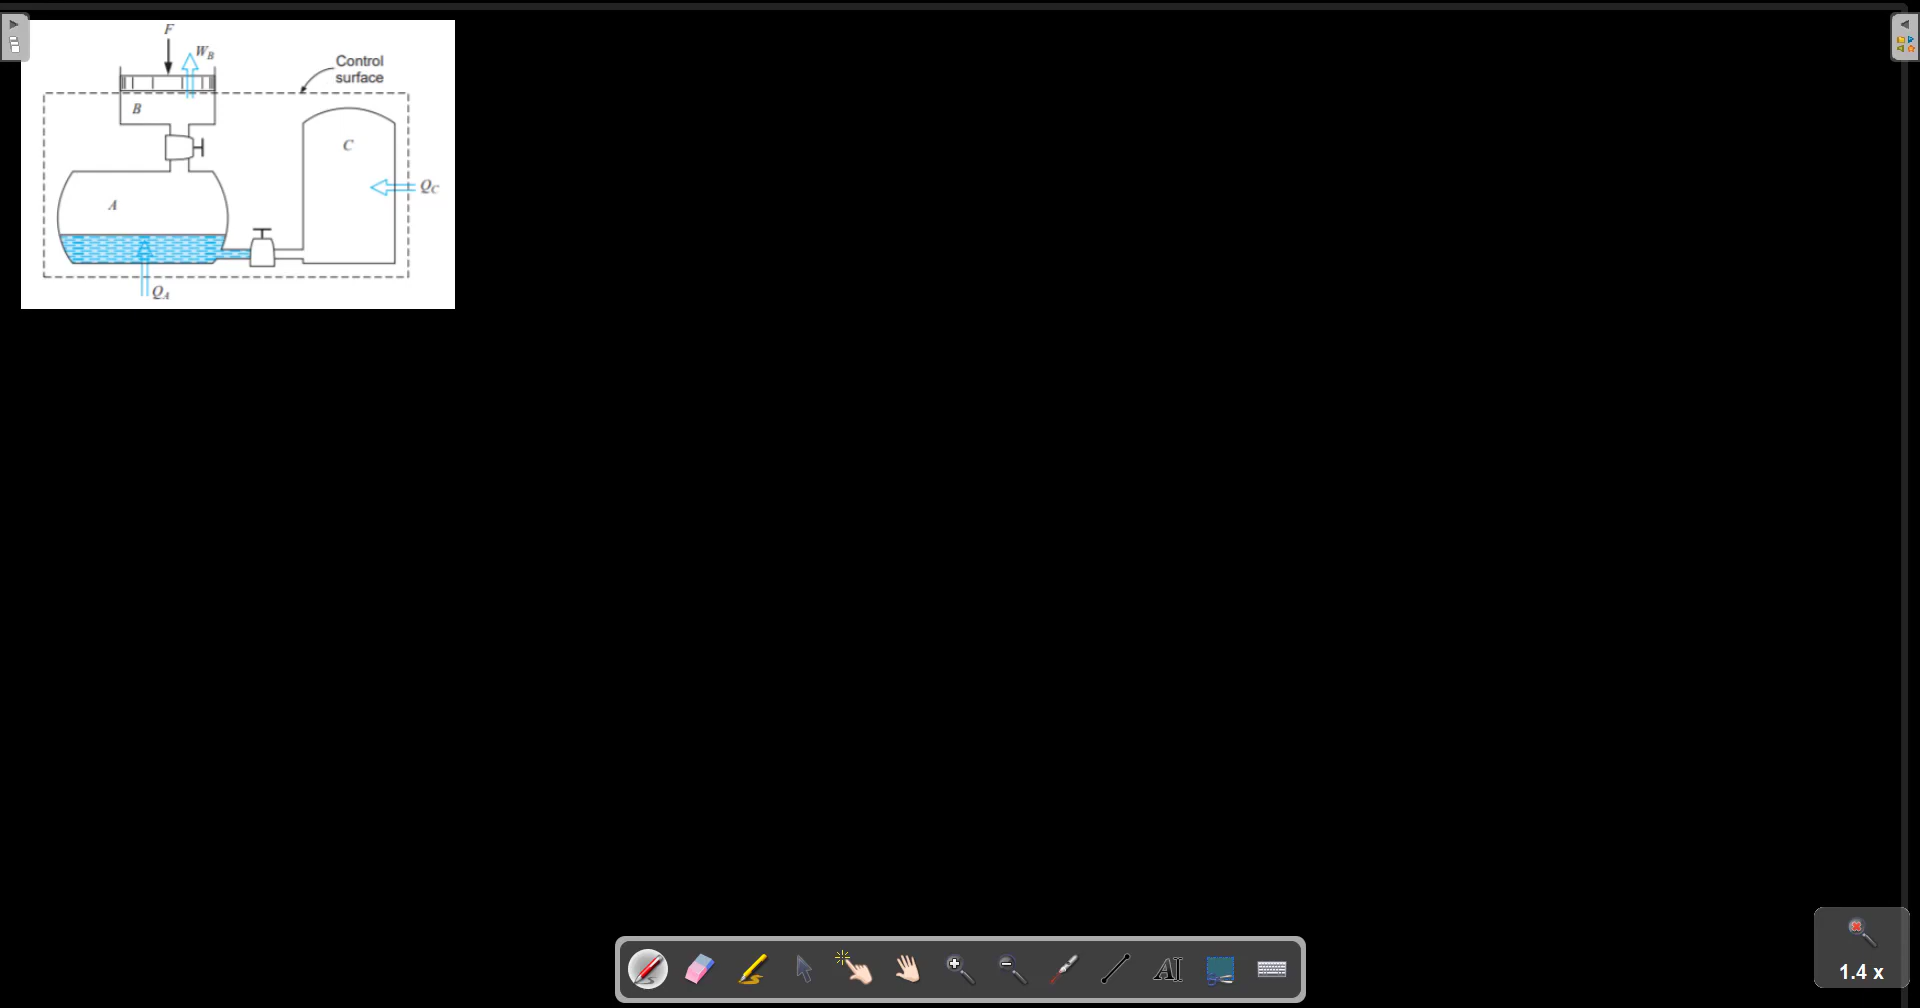 F
W_B
Control
surface
B
C
Q_C
A
Q_A
1.4 x